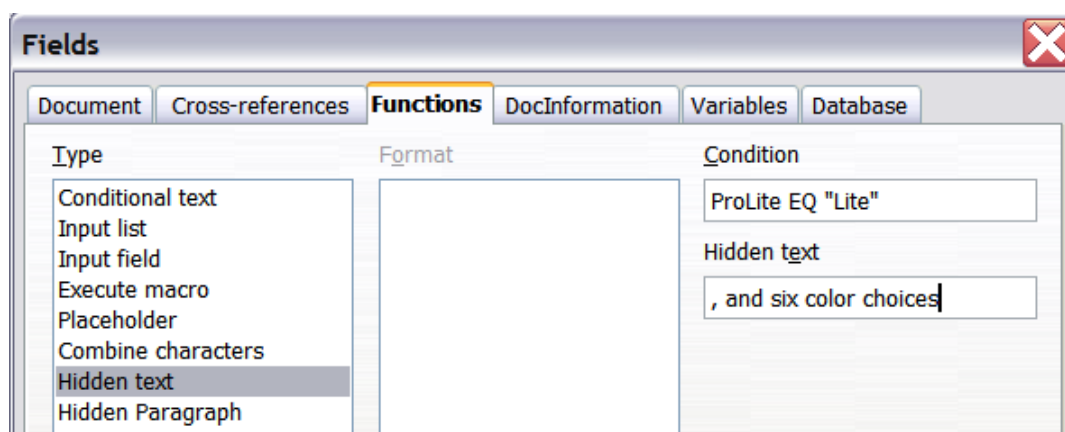 Fields
Document Cross-references Functions DocInformation Variables Database
Type Format Condition
Conditional text
Input list
Input field
Execute macro
Placeholder
Combine characters
Hidden text
Hidden Paragraph
ProLite EQ "Lite"
Hidden text
, and six color choices